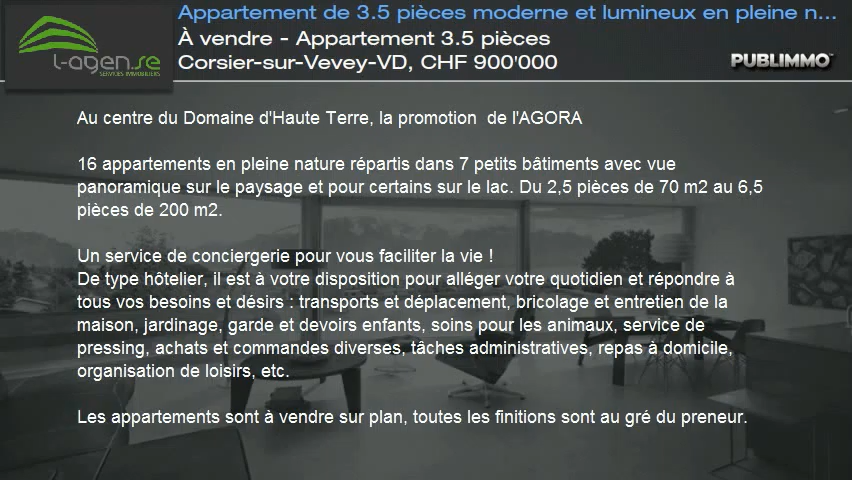 Appartement de 3.5 pièces moderne et lumineux en pleine n...
À vendre - Appartement 3.5 pièces
Corsier-sur-Vevey-VD, CHF 900'000
l-agen.se
SERVICES IMMOBILIERS
PUBLIMMO
Au centre du Domaine d'Haute Terre, la promotion de l'AGORA
16 appartements en pleine nature répartis dans 7 petits bâtiments avec vue
panoramique sur le paysage et pour certains sur le lac. Du 2,5 pièces de 70 m2 au 6,5
pièces de 200 m2.
Un service de conciergerie pour vous faciliter la vie !
De type hôtelier, il est à votre disposition pour alléger votre quotidien et répondre à
tous vos besoins et désirs : transports et déplacement, bricolage et entretien de la
maison, jardinage, garde et devoirs enfants, soins pour les animaux, service de
pressing, achats et commandes diverses, tâches administratives, repas à domicile,
organisation de loisirs, etc.
Les appartements sont à vendre sur plan, toutes les finitions sont au gré du preneur.